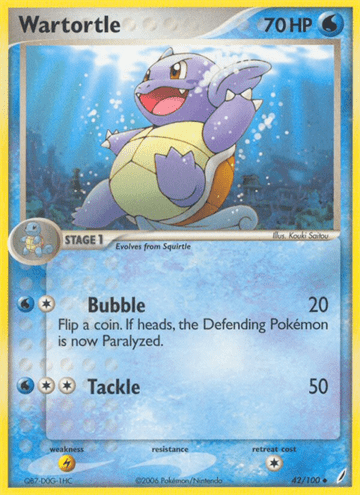 Wartortle 70 HP
Illus. Kouki Saitou
STAGE 1
Evolves from Squirtle
Bubble 20
Flip a coin. If heads, the Defending Pokémon
is now Paralyzed.
Tackle 50
weakness resistance retreat cost
©2006 Pokémon/Nintendo 42/100